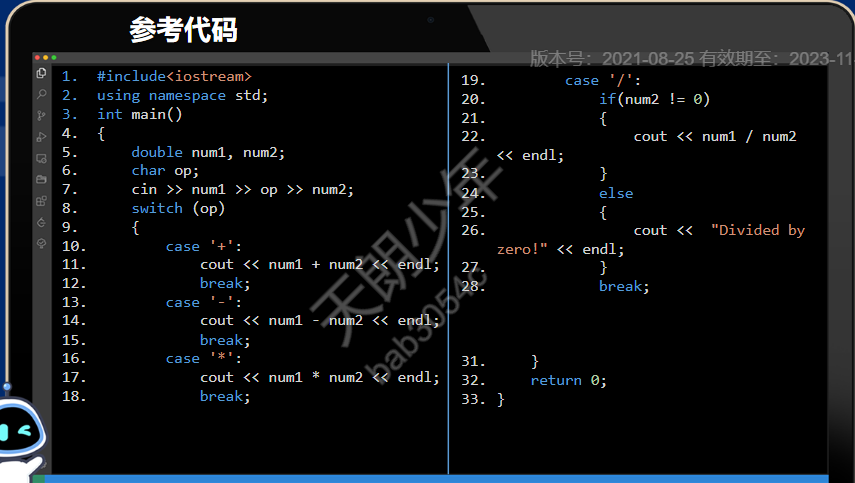 参考代码
版本号：2021-08-25 有效期至：2023-11
1. #include<iostream>
2. using namespace std;
3. int main()
4. {
5. double num1, num2;
6. char op;
7. cin >> num1 >> op >> num2;
8. switch (op)
9. {
10. case '+':
11. cout << num1 + num2 << endl;
12. break;
13. case '-':
14. cout << num1 - num2 << endl;
15. break;
16. case '*':
17. cout << num1 * num2 << endl;
18. break;
19. case '/':
20. if(num2 != 0)
21. {
22. cout << num1 / num2
<< endl;
23. }
24. else
25. {
26. cout << "Divided by
zero!" << endl;
27. }
28. break;
31. }
32. return 0;
33. }
天朗少年
bab3054c